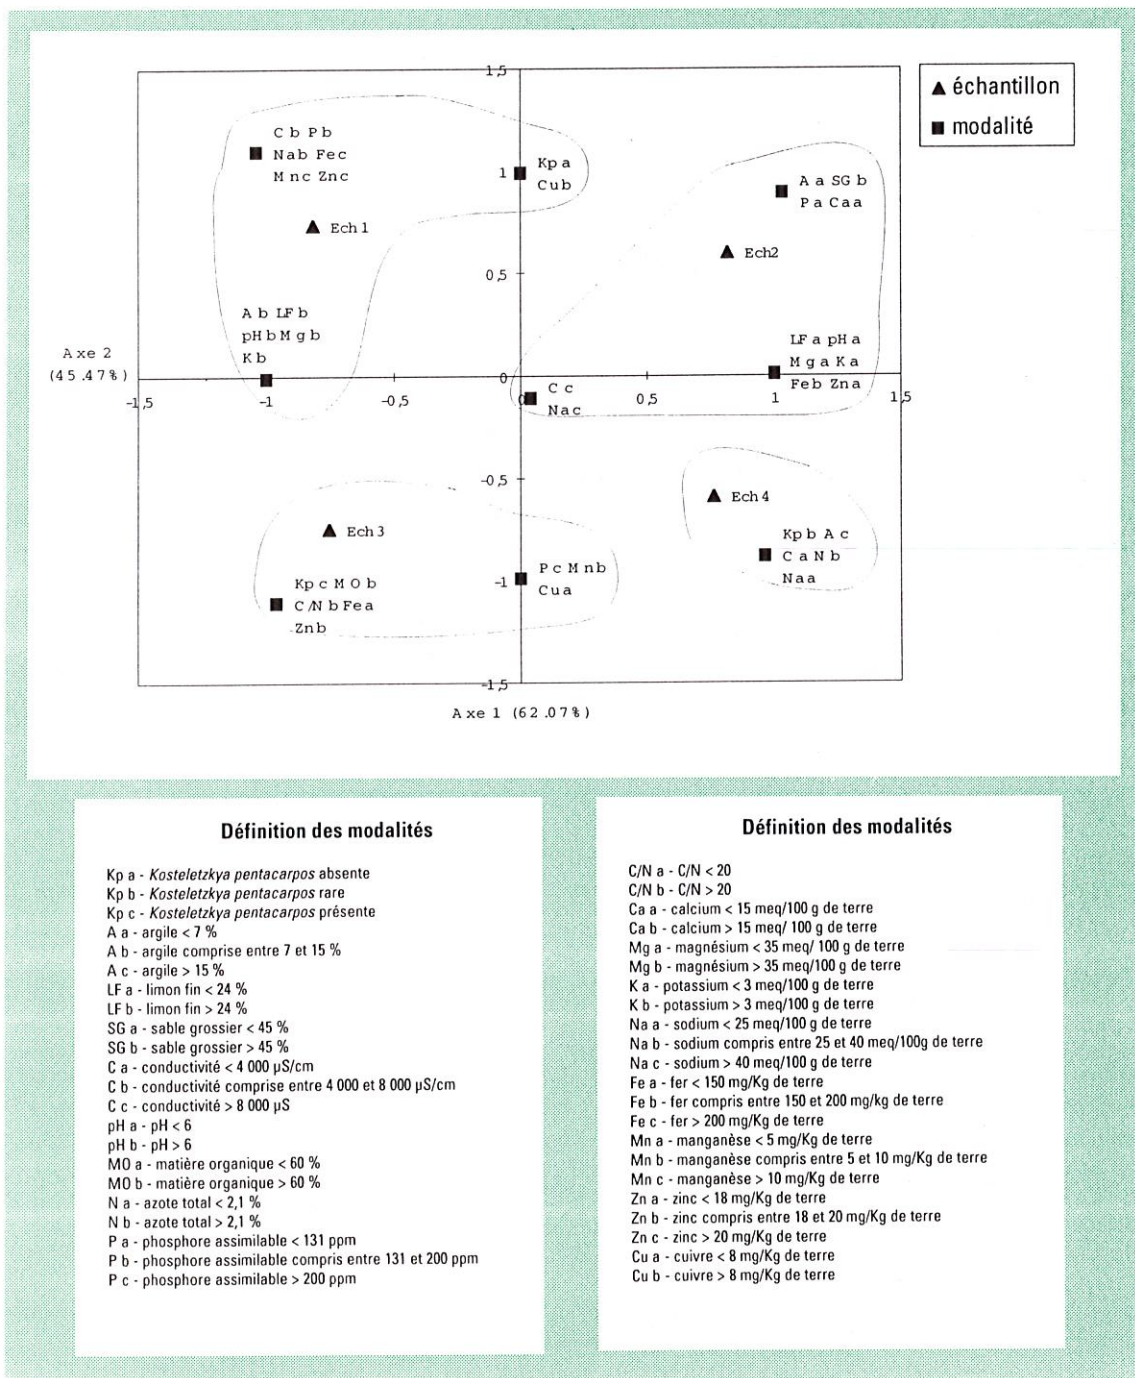 1,5
▲ échantillon
■ modalité
C b P b
Nab Fec
Mnc Znc
Kp a
Cub
1
A a SG b
Pa Caa
Ech 1
Ech2
0,5
A b LF b
pH b M g b
K b
LF a pH a
M g a K a
Feb Zna
Axe 2
(45.47%)
0
C c
Nac
-1,5
-1
-0,5
0
0,5
1
1,5
-0,5
Ech 4
Ech 3
Kp b A c
C a N b
Naa
P c M nb
Cua
-1
Kp c M O b
C/N b Fea
Znb
-1,5
Axe 1 (62.07%)
Définition des modalités
Kp a - Kosteletzkya pentacarpos absente
Kp b - Kosteletzkya pentacarpos rare
Kp c - Kosteletzkya pentacarpos présente
A a - argile < 7 %
A b - argile comprise entre 7 et 15 %
A c - argile > 15 %
LF a - limon fin < 24 %
LF b - limon fin > 24 %
SG a - sable grossier < 45 %
SG b - sable grossier > 45 %
C a - conductivité < 4 000 µS/cm
C b - conductivité comprise entre 4 000 et 8 000 µS/cm
C c - conductivité > 8 000 µS
pH a - pH < 6
pH b - pH > 6
MO a - matière organique < 60 %
MO b - matière organique > 60 %
N a - azote total < 2,1 %
N b - azote total > 2,1 %
P a - phosphore assimilable < 131 ppm
P b - phosphore assimilable compris entre 131 et 200 ppm
P c - phosphore assimilable > 200 ppm
Définition des modalités
C/N a - C/N < 20
C/N b - C/N > 20
Ca a - calcium < 15 meq/100 g de terre
Ca b - calcium > 15 meq/ 100 g de terre
Mg a - magnésium < 35 meq/ 100 g de terre
Mg b - magnésium > 35 meq/100 g de terre
K a - potassium < 3 meq/100 g de terre
K b - potassium > 3 meq/100 g de terre
Na a - sodium < 25 meq/100 g de terre
Na b - sodium compris entre 25 et 40 meq/100g de terre
Na c - sodium > 40 meq/100 g de terre
Fe a - fer < 150 mg/Kg de terre
Fe b - fer compris entre 150 et 200 mg/kg de terre
Fe c - fer > 200 mg/Kg de terre
Mn a - manganèse < 5 mg/Kg de terre
Mn b - manganèse compris entre 5 et 10 mg/Kg de terre
Mn c - manganèse > 10 mg/Kg de terre
Zn a - zinc < 18 mg/Kg de terre
Zn b - zinc compris entre 18 et 20 mg/Kg de terre
Zn c - zinc > 20 mg/Kg de terre
Cu a - cuivre < 8 mg/Kg de terre
Cu b - cuivre > 8 mg/Kg de terre